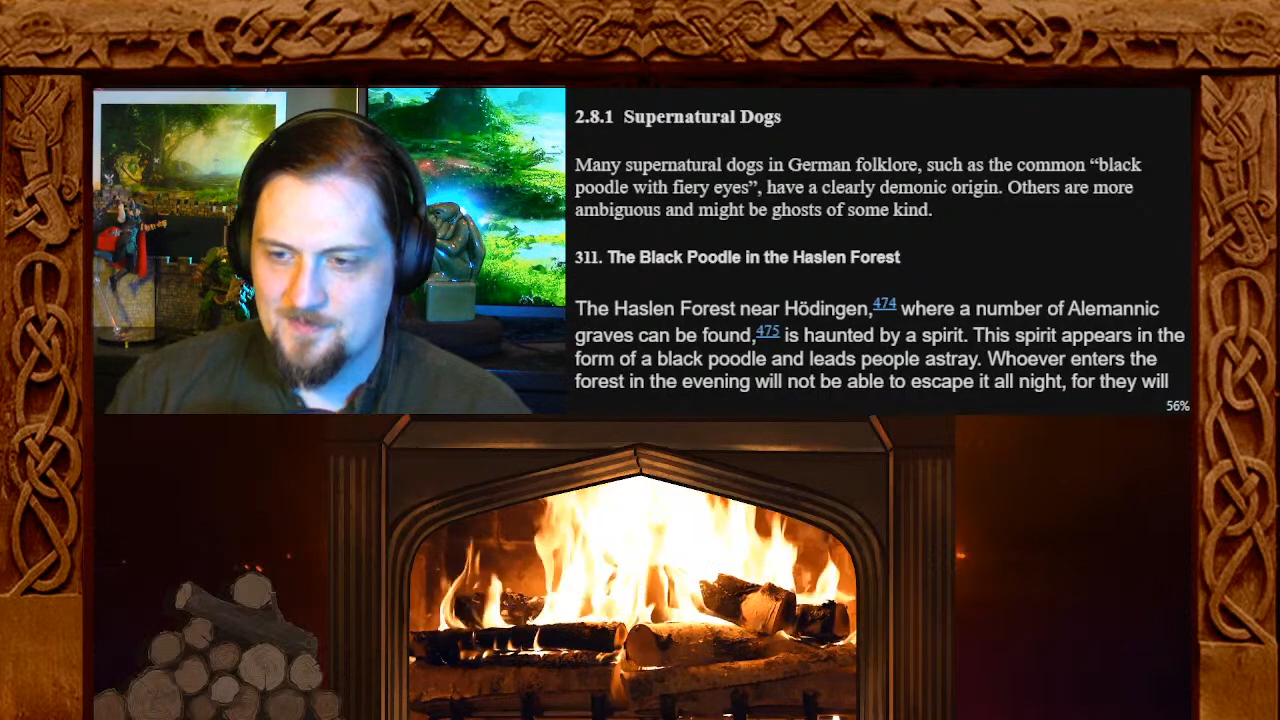 2.8.1 Supernatural Dogs
Many supernatural dogs in German folklore, such as the common “black
poodle with fiery eyes”, have a clearly demonic origin. Others are more
ambiguous and might be ghosts of some kind.
311. The Black Poodle in the Haslen Forest
The Haslen Forest near Hödingen,474 where a number of Alemannic
graves can be found,475 is haunted by a spirit. This spirit appears in the
form of a black poodle and leads people astray. Whoever enters the
forest in the evening will not be able to escape it all night, for they will
56%